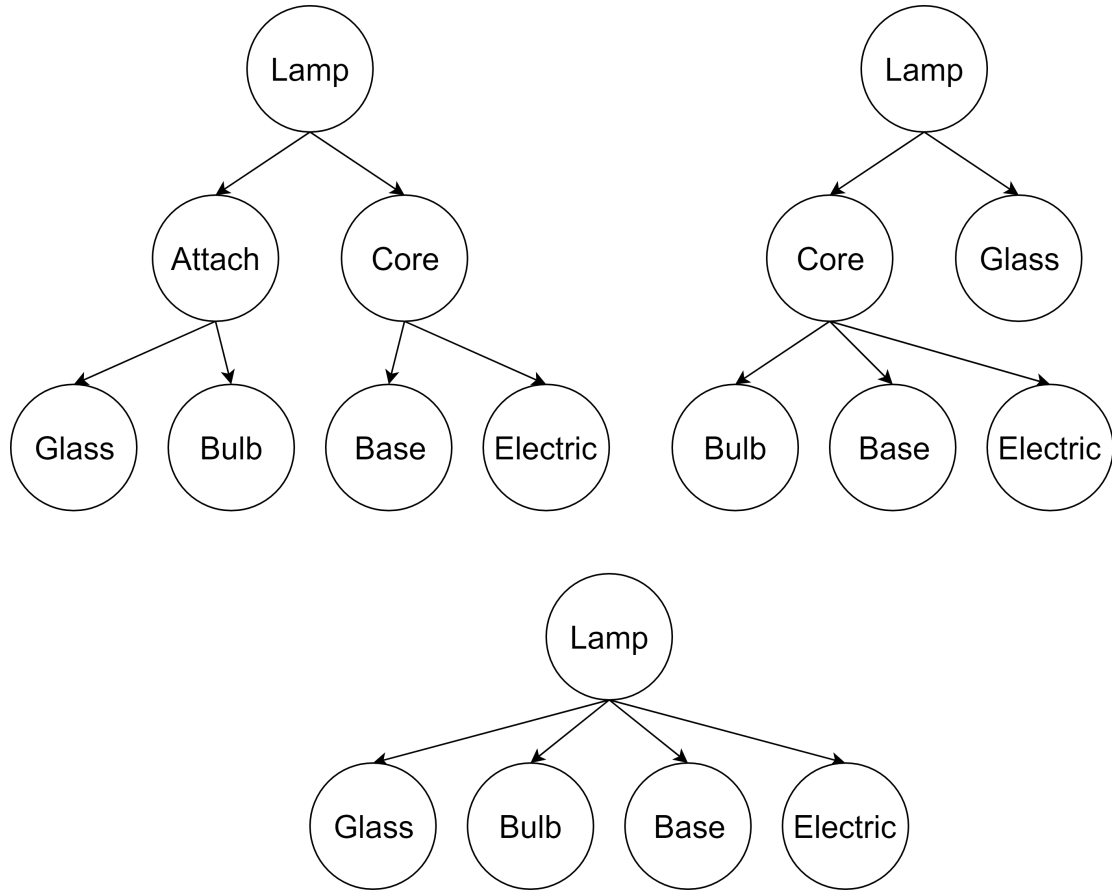 Lamp
Attach
Core
Glass
Bulb
Base
Electric
Lamp
Core
Glass
Bulb
Base
Electric
Lamp
Glass
Bulb
Base
Electric